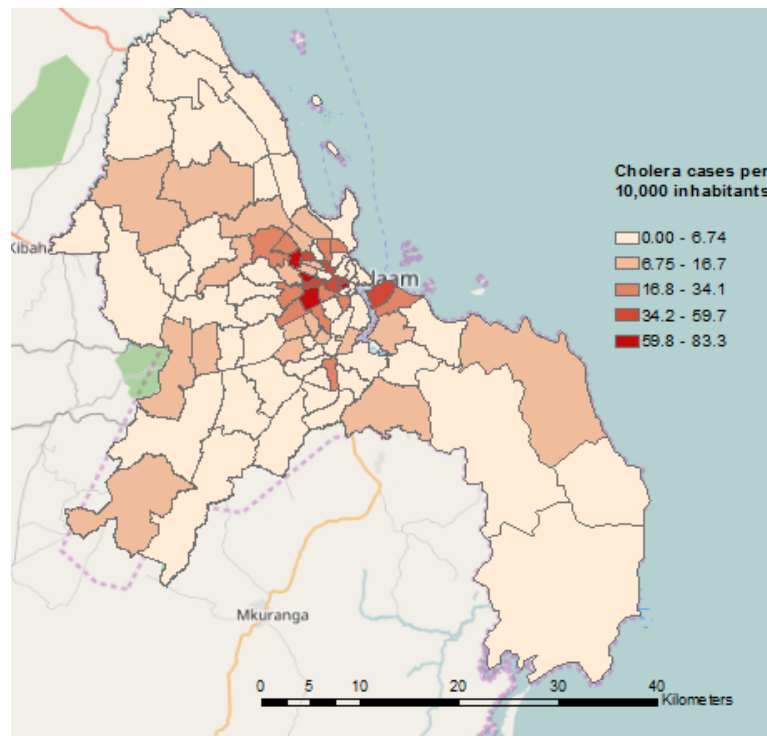 Cholera cases per
10,000 inhabitants
0.00 - 6.74
6.75 - 16.7
16.8 - 34.1
34.2 - 59.7
59.8 - 83.3
Kibaha
laam
Mkuranga
0 5 10 20 30 40
Kilometers